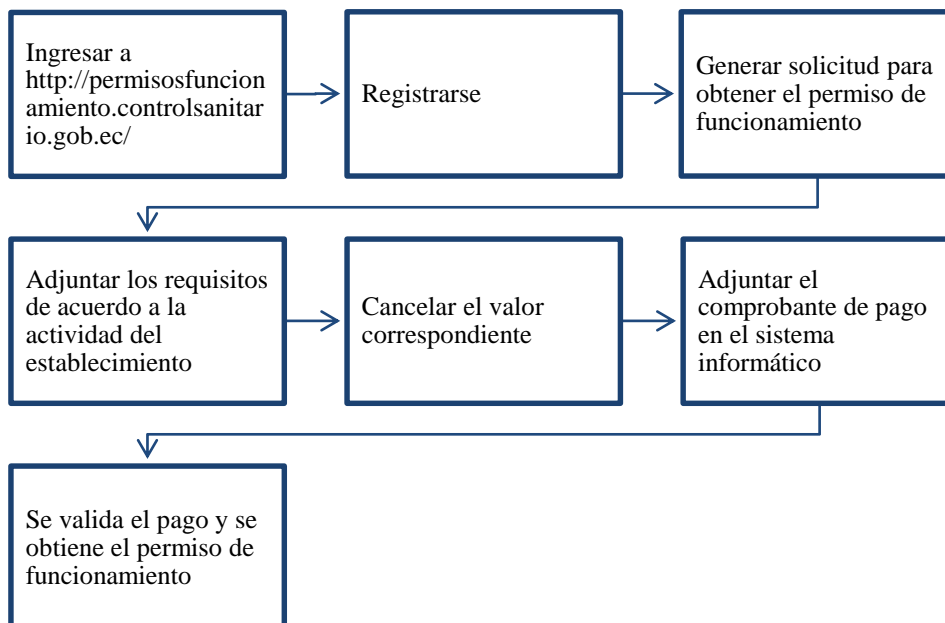 Ingresar a
http://permisosfuncion
amiento.controlsanitar
io.gob.ec/
Registrarse
Generar solicitud para
obtener el permiso de
funcionamiento
Adjuntar los requisitos
de acuerdo a la
actividad del
establecimiento
Cancelar el valor
correspondiente
Adjuntar el
comprobante de pago
en el sistema
informático
Se valida el pago y se
obtiene el permiso de
funcionamiento